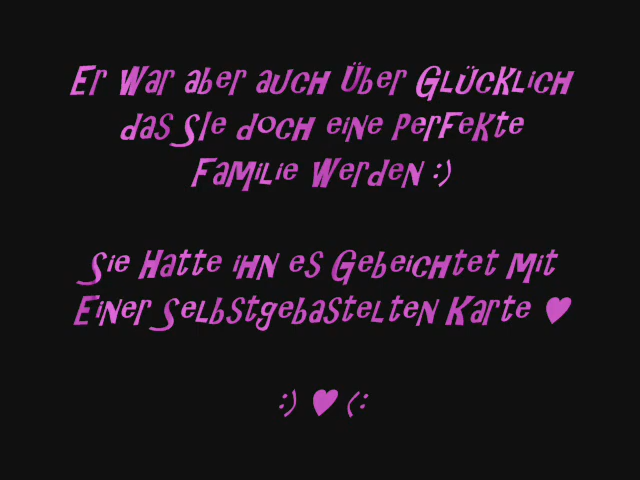 Er War aber auch Über Glücklich
das Sie doch eine perfekte
Familie Werden :)
Sie Hatte ihn es Gebeichtet Mit
Einer Selbstgebastelten Karte ♥
:) ♥ (: